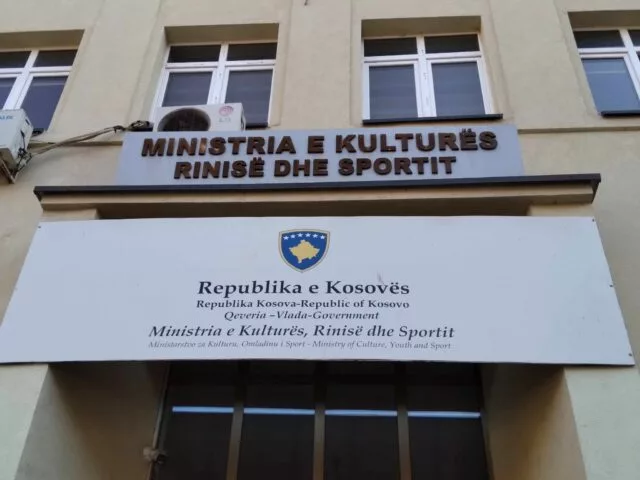 MINISTRIA E KULTURËS
RINISË DHE SPORTIT
Republika e Kosovës
Republika Kosova-Republic of Kosovo
Qeveria –Vlada-Government
Ministria e Kulturës, Rinisë dhe Sportit
Ministarstvo za Kulturu, Omladinu i Sport - Ministry of Culture, Youth and Sport